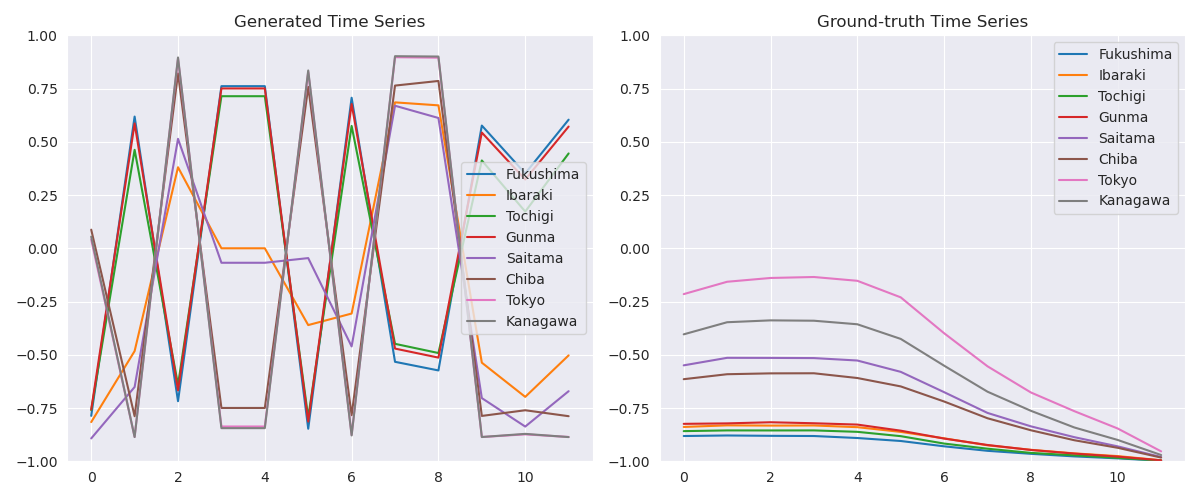 Generated Time Series
1.00
0.75
0.50
0.25
0.00
−0.25
−0.50
−0.75
−1.00
0 2 4 6 8 10
Fukushima
Ibaraki
Tochigi
Gunma
Saitama
Chiba
Tokyo
Kanagawa
Ground-truth Time Series
1.00
0.75
0.50
0.25
0.00
−0.25
−0.50
−0.75
−1.00
0 2 4 6 8 10
Fukushima
Ibaraki
Tochigi
Gunma
Saitama
Chiba
Tokyo
Kanagawa